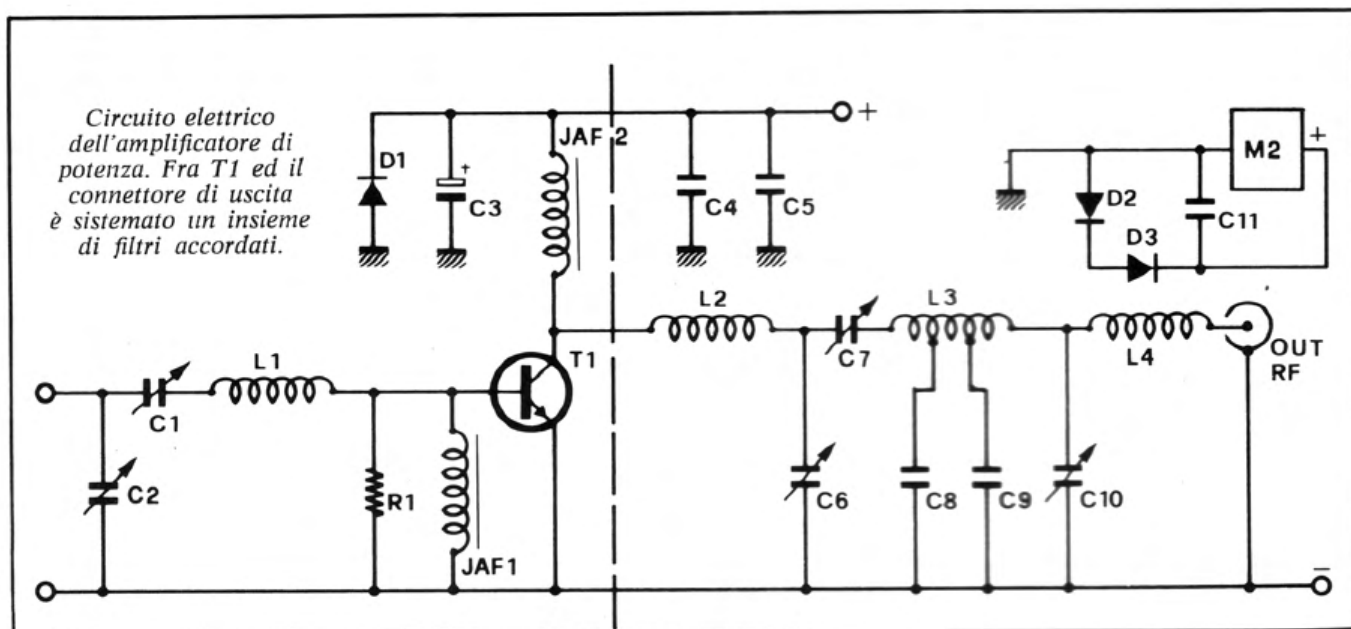 Circuito elettrico
dell'amplificatore di
potenza. Fra T1 ed il
connettore di uscita
è sistemato un insieme
di filtri accordati.
D1
+
C3
JAF 2
C4
C5
+
M2
+
D2
D3
C11
L1
C1
C2
R1
JAF1
T1
L2
C7
L3
L4
OUT
RF
C6
C8
C9
C10
–